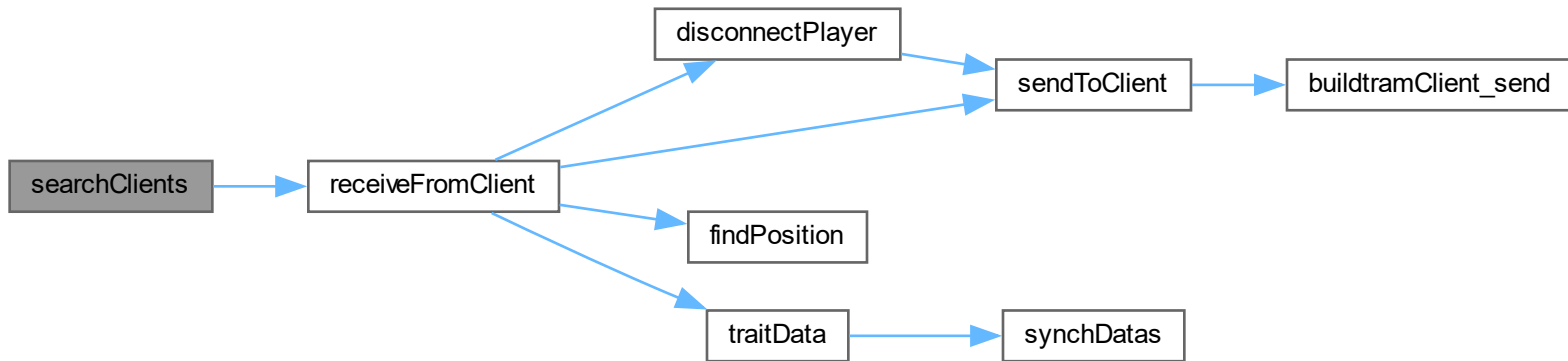 searchClients
receiveFromClient
disconnectPlayer
sendToClient
buildtramClient_send
findPosition
traitData
synchDatas